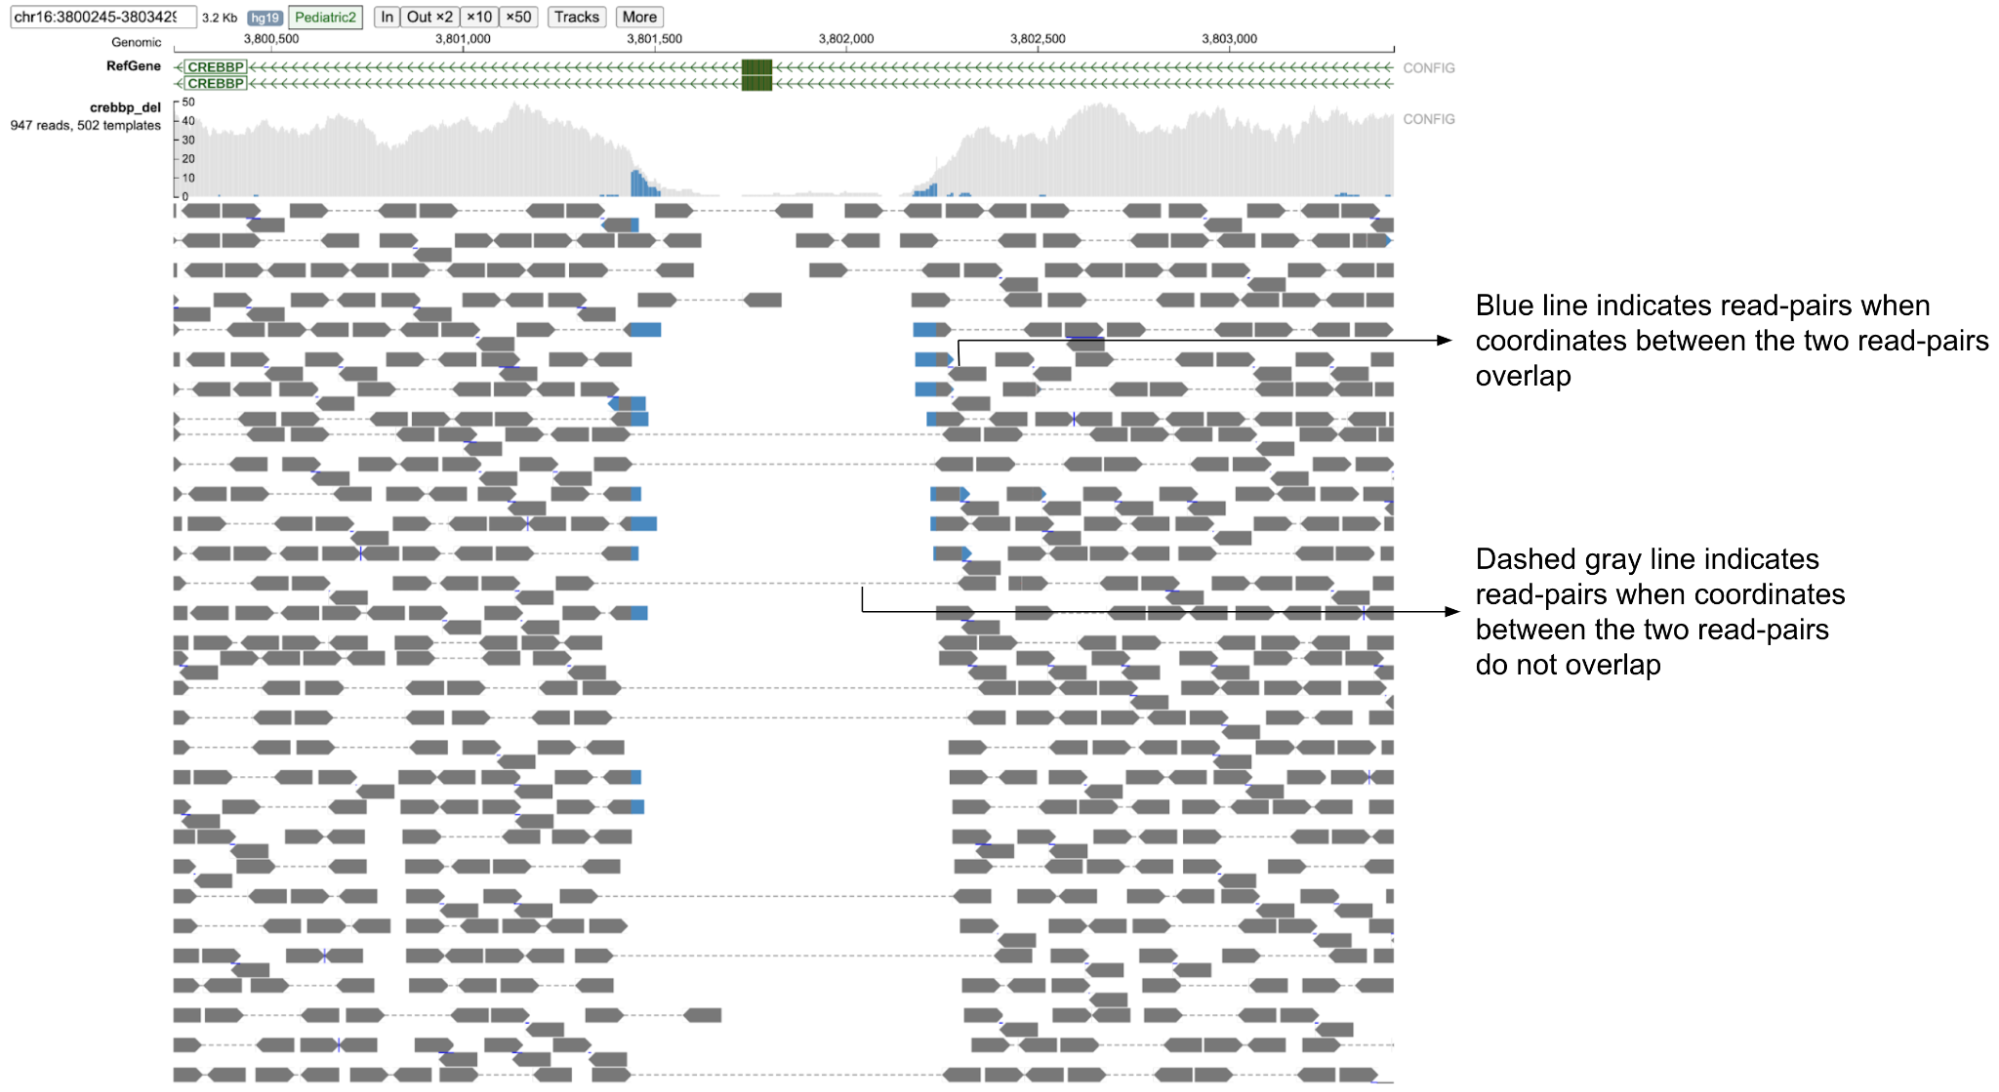 chr16:3800245-3803429 3.2 Kb hg19 Pediatric2 In Out ×2 ×10 ×50 Tracks More
Genomic 3,800,500 3,801,000 3,801,500 3,802,000 3,802,500 3,803,000
RefGene CREBBP CONFIG
CREBBP
crebbp_del 50 CONFIG
947 reads, 502 templates 40
30
20
10
0
Blue line indicates read-pairs when
coordinates between the two read-pairs
overlap
Dashed gray line indicates
read-pairs when coordinates
between the two read-pairs
do not overlap